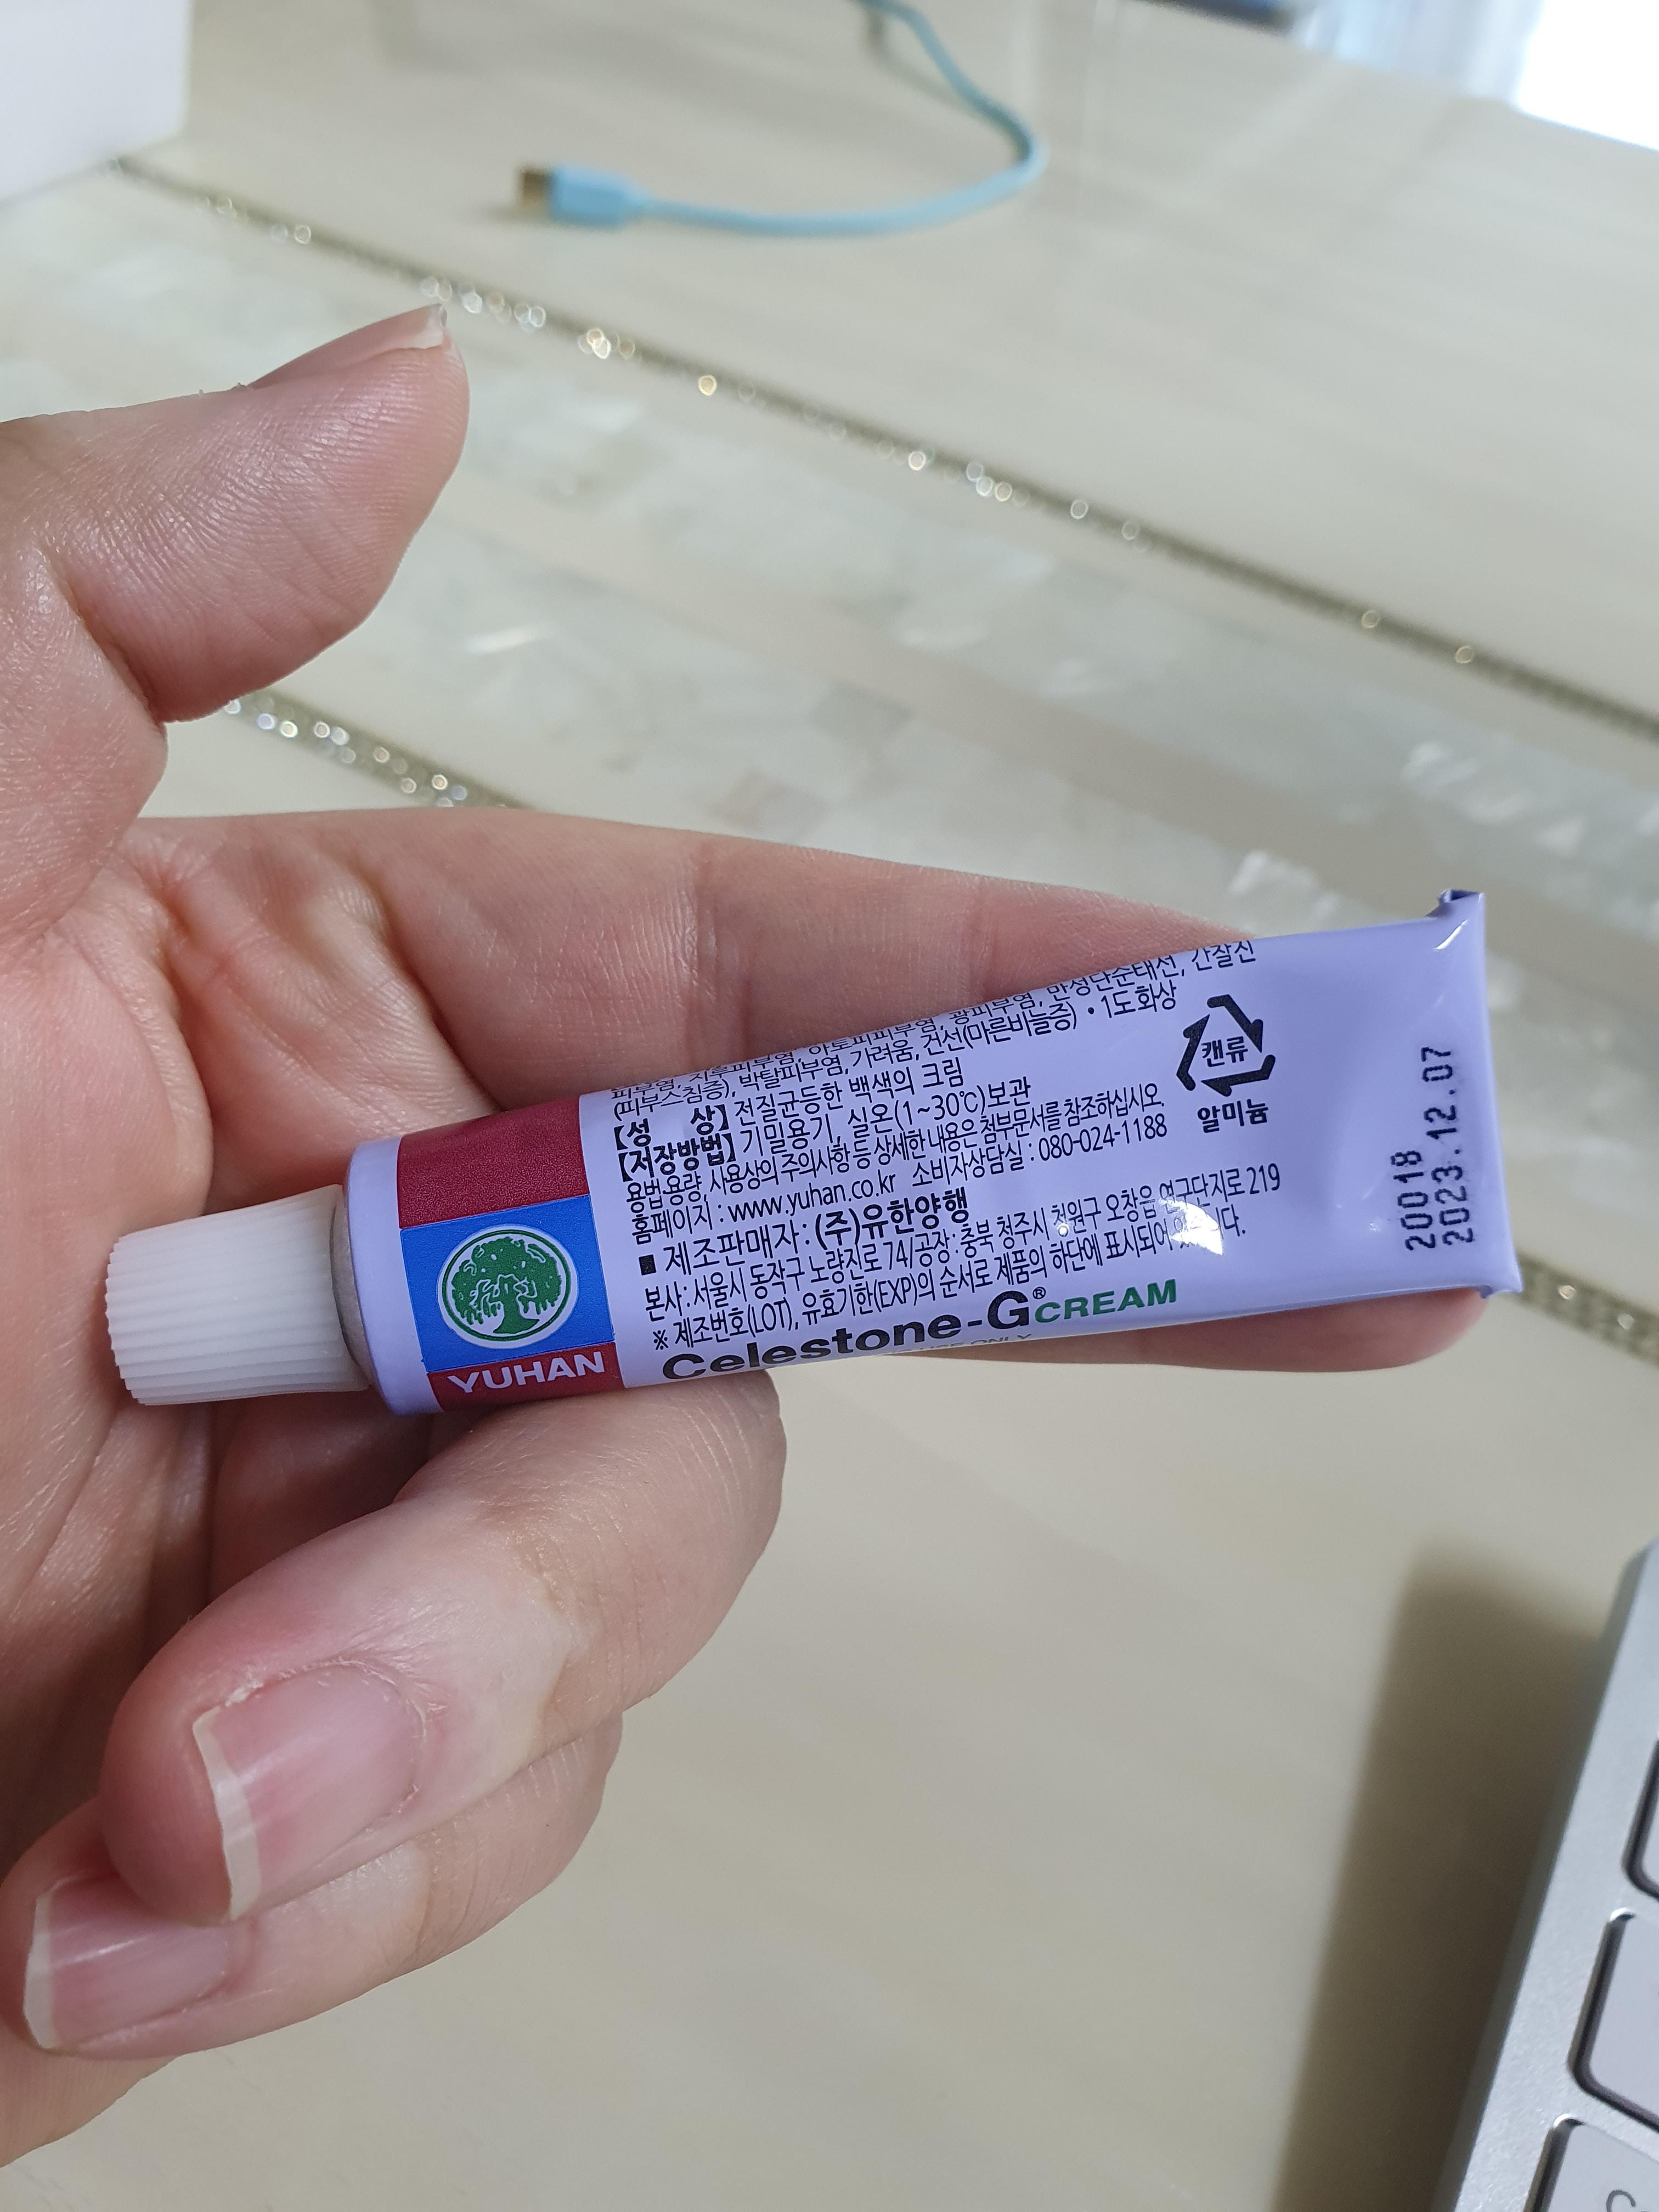 피부염, 지루피부염, 아토피피부염, 광피부염, 만성단순태선, 간찰진
(피부스침증), 박탈피부염, 가려움, 건선(마른비늘증) • 1도 화상
【성 상】 전질균등한 백색의 크림
【저장방법】 기밀용기, 실온(1~30℃)보관
용법·용량, 사용상의 주의사항 등 상세한 내용은 첨부문서를 참조하십시오.
홈페이지 : www.yuhan.co.kr 소비자상담실 : 080-024-1188
■ 제조판매자 : (주)유한양행
본사 : 서울시 동작구 노량진로 74/공장 : 충북 청주시 청원구 오창읍 연구단지로 219
※ 제조번호(LOT), 유효기한(EXP)의 순서로 제품의 하단에 표시되어 있습니다.
Celestone-G® CREAM
USE ONLY
YUHAN
캔류
알미늄
20018
2023.12.07